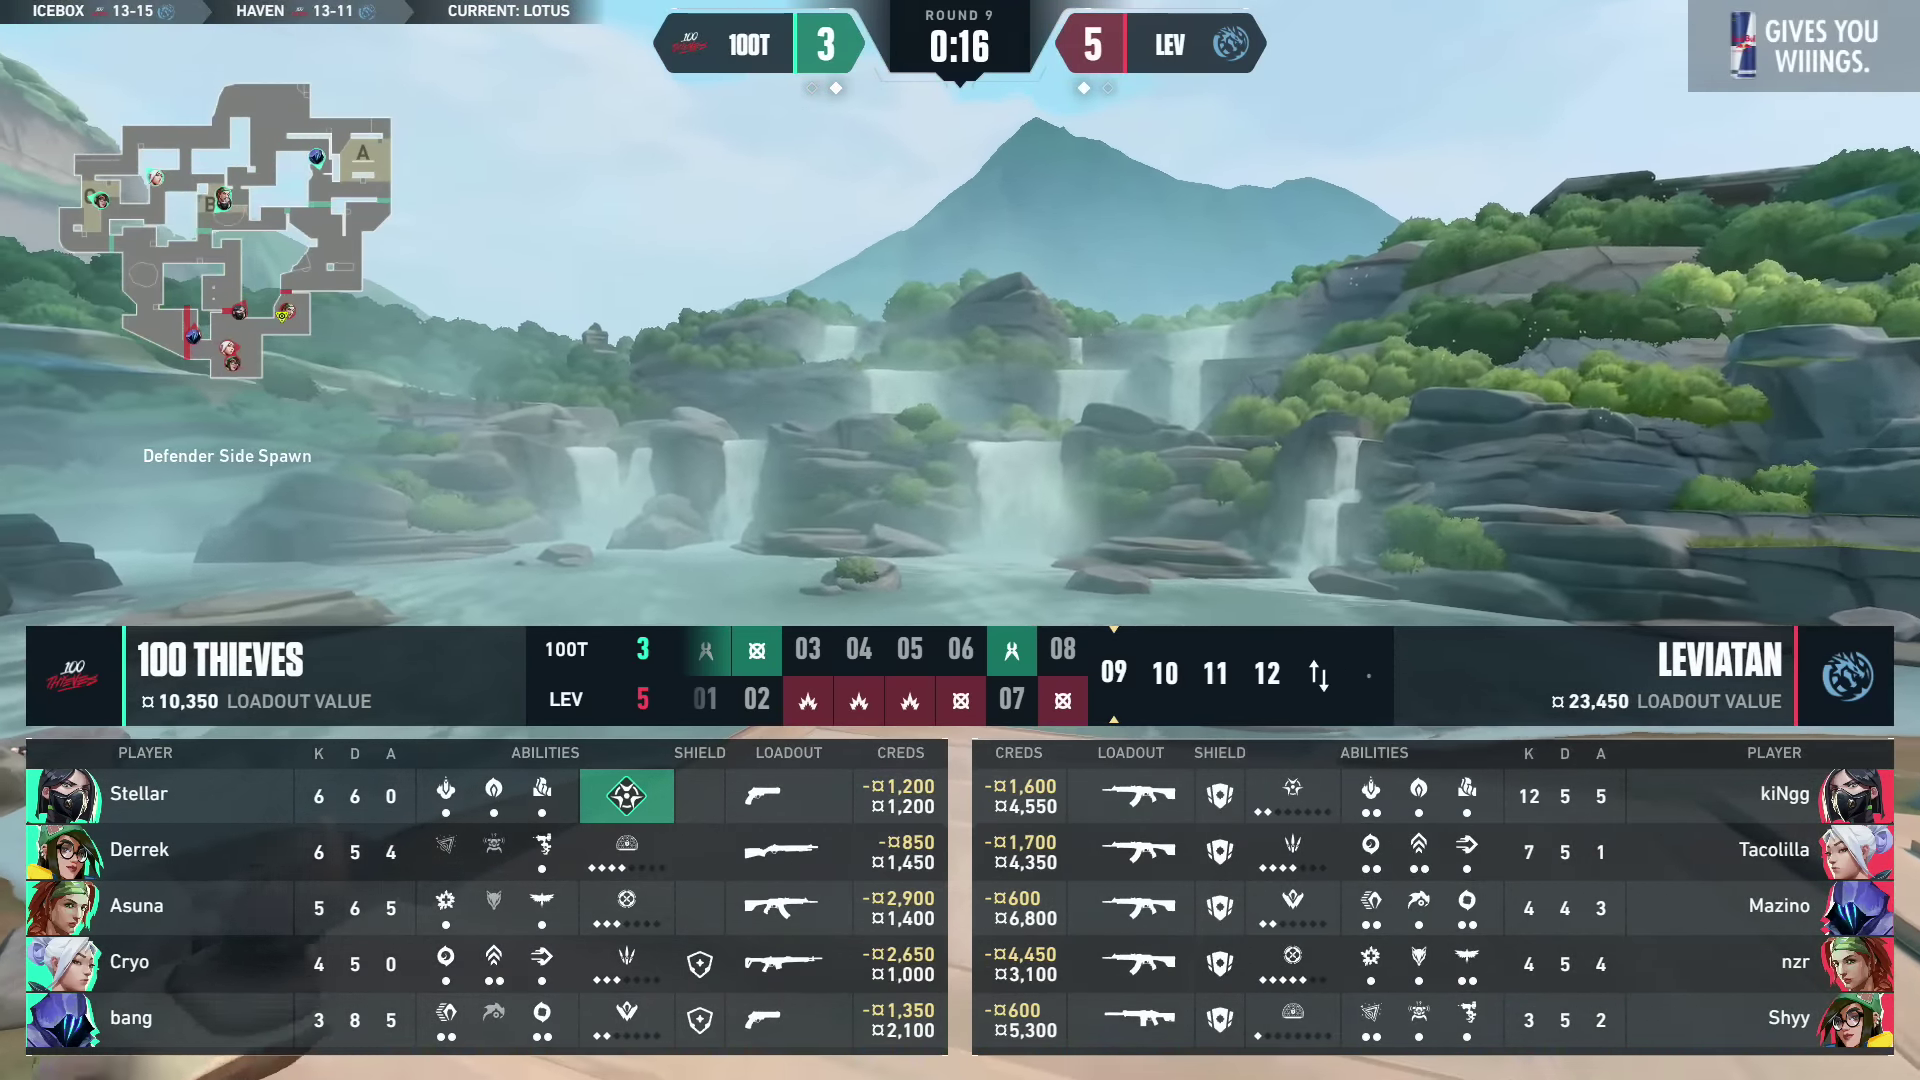 ICEBOX 13-15 HAVEN 13-11 CURRENT: LOTUS
100 THIEVES 100T 3
ROUND 9
0:16
5 LEV
Red Bull
GIVES YOU
WIIINGS.
A
B
C
Defender Side Spawn
100 THIEVES
100 THIEVES
¤ 10,350 LOADOUT VALUE
100T 3 03 04 05 06 08
LEV 5 01 02 07
09 10 11 12
LEVIATAN
¤ 23,450 LOADOUT VALUE
PLAYER K D A ABILITIES SHIELD LOADOUT CREDS
Stellar 6 6 0 -¤1,200
¤1,200
Derrek 6 5 4 -¤850
¤1,450
Asuna 5 6 5 -¤2,900
¤1,400
Cryo 4 5 0 -¤2,650
¤1,000
bang 3 8 5 -¤1,350
¤2,100
CREDS LOADOUT SHIELD ABILITIES K D A PLAYER
-¤1,600
¤4,550 12 5 5 kiNgg
-¤1,700
¤4,350 7 5 1 Tacolilla
-¤600
¤6,800 4 4 3 Mazino
-¤4,450
¤3,100 4 5 4 nzr
-¤600
¤5,300 3 5 2 Shyy